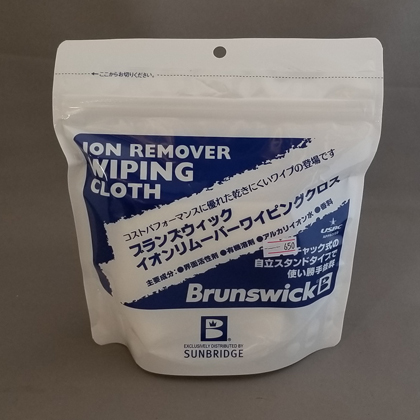 ←ここからお切りください。
ION REMOVER
WIPING
CLOTH
コストパフォーマンスに優れた乾きにくいワイプの登場です
ブランズウィック
イオンリムーバーワイピングクロス
主要成分:●界面活性剤●有機溶剤●アルカリイオン水●香料
USBC
650
チャック式の
自立スタンドタイプで
使い勝手抜群
Brunswick B
B
EXCLUSIVELY DISTRIBUTED BY
SUNBRIDGE